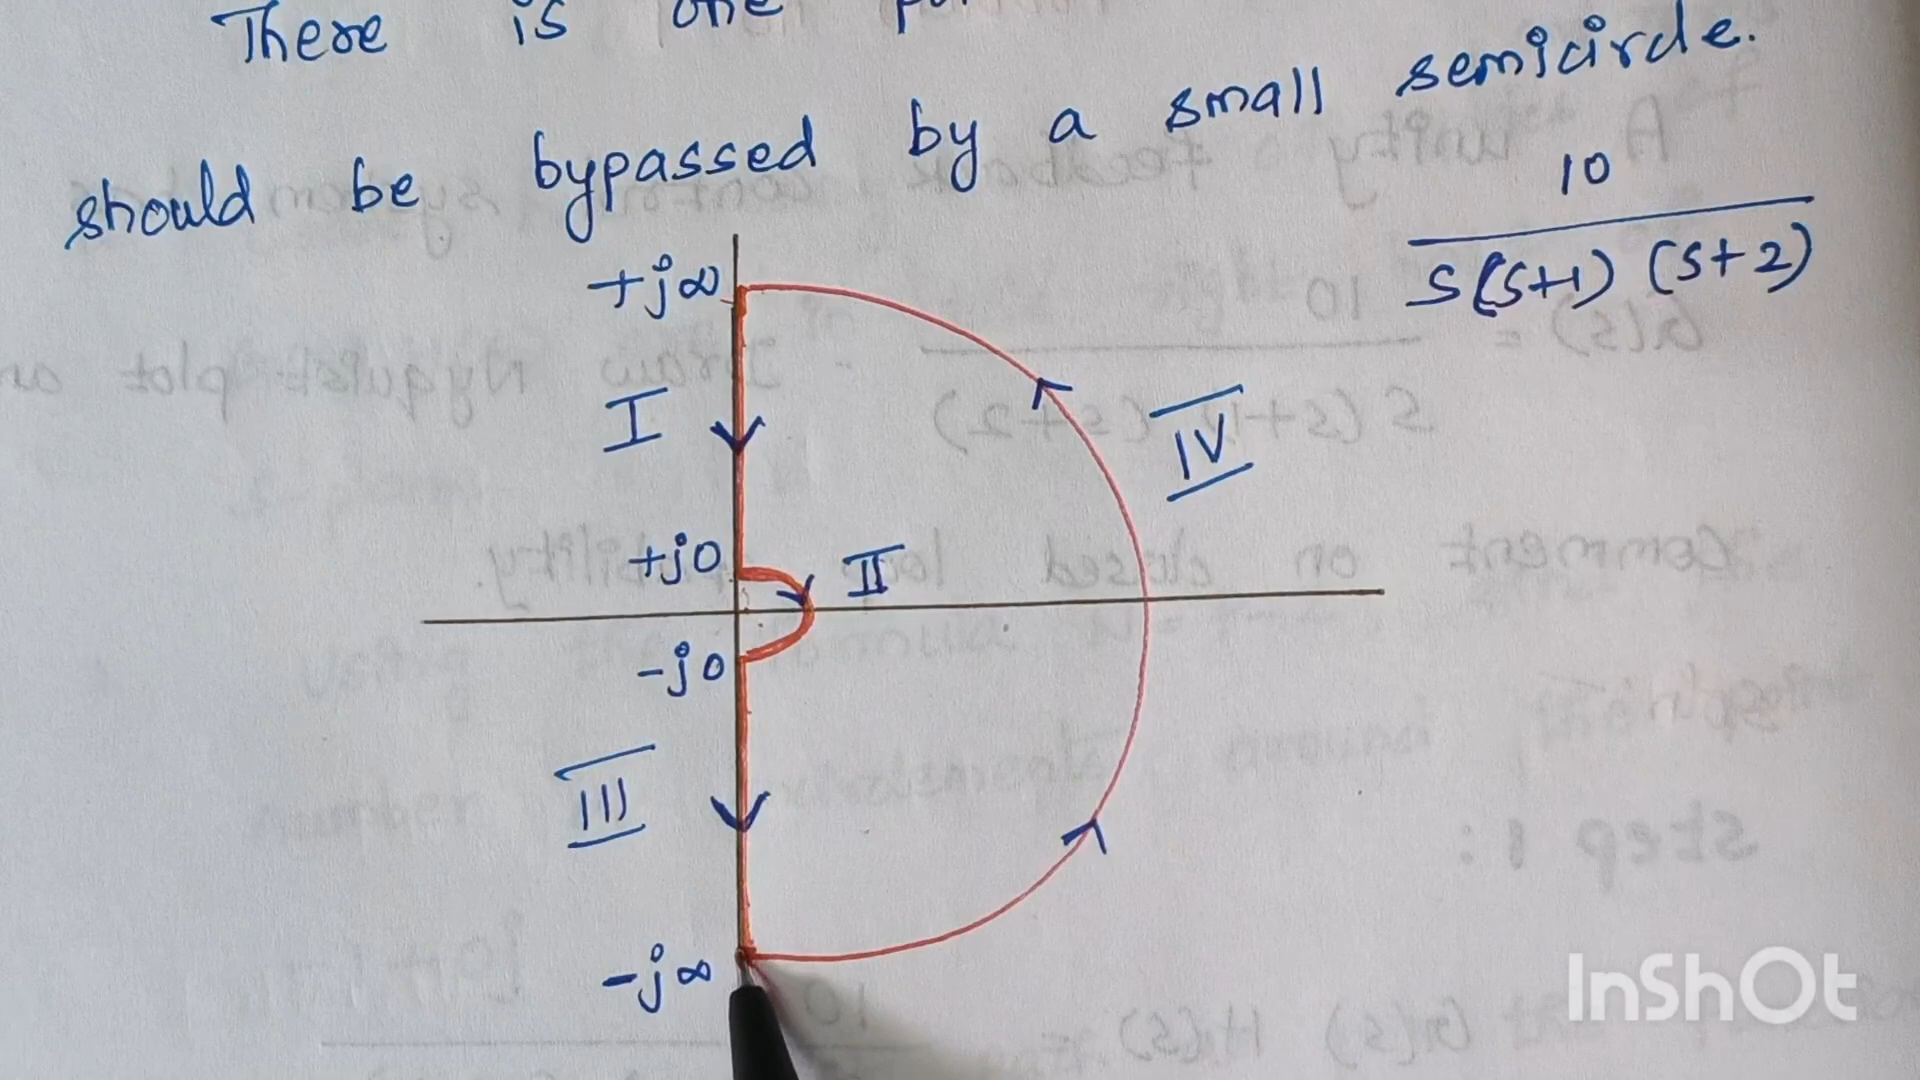 There is one
should be bypassed by a small semicircle.
10
S(S+1) (S+2)
+j∞
I
IV
+j0
II
-j0
III
-j∞
InShOt